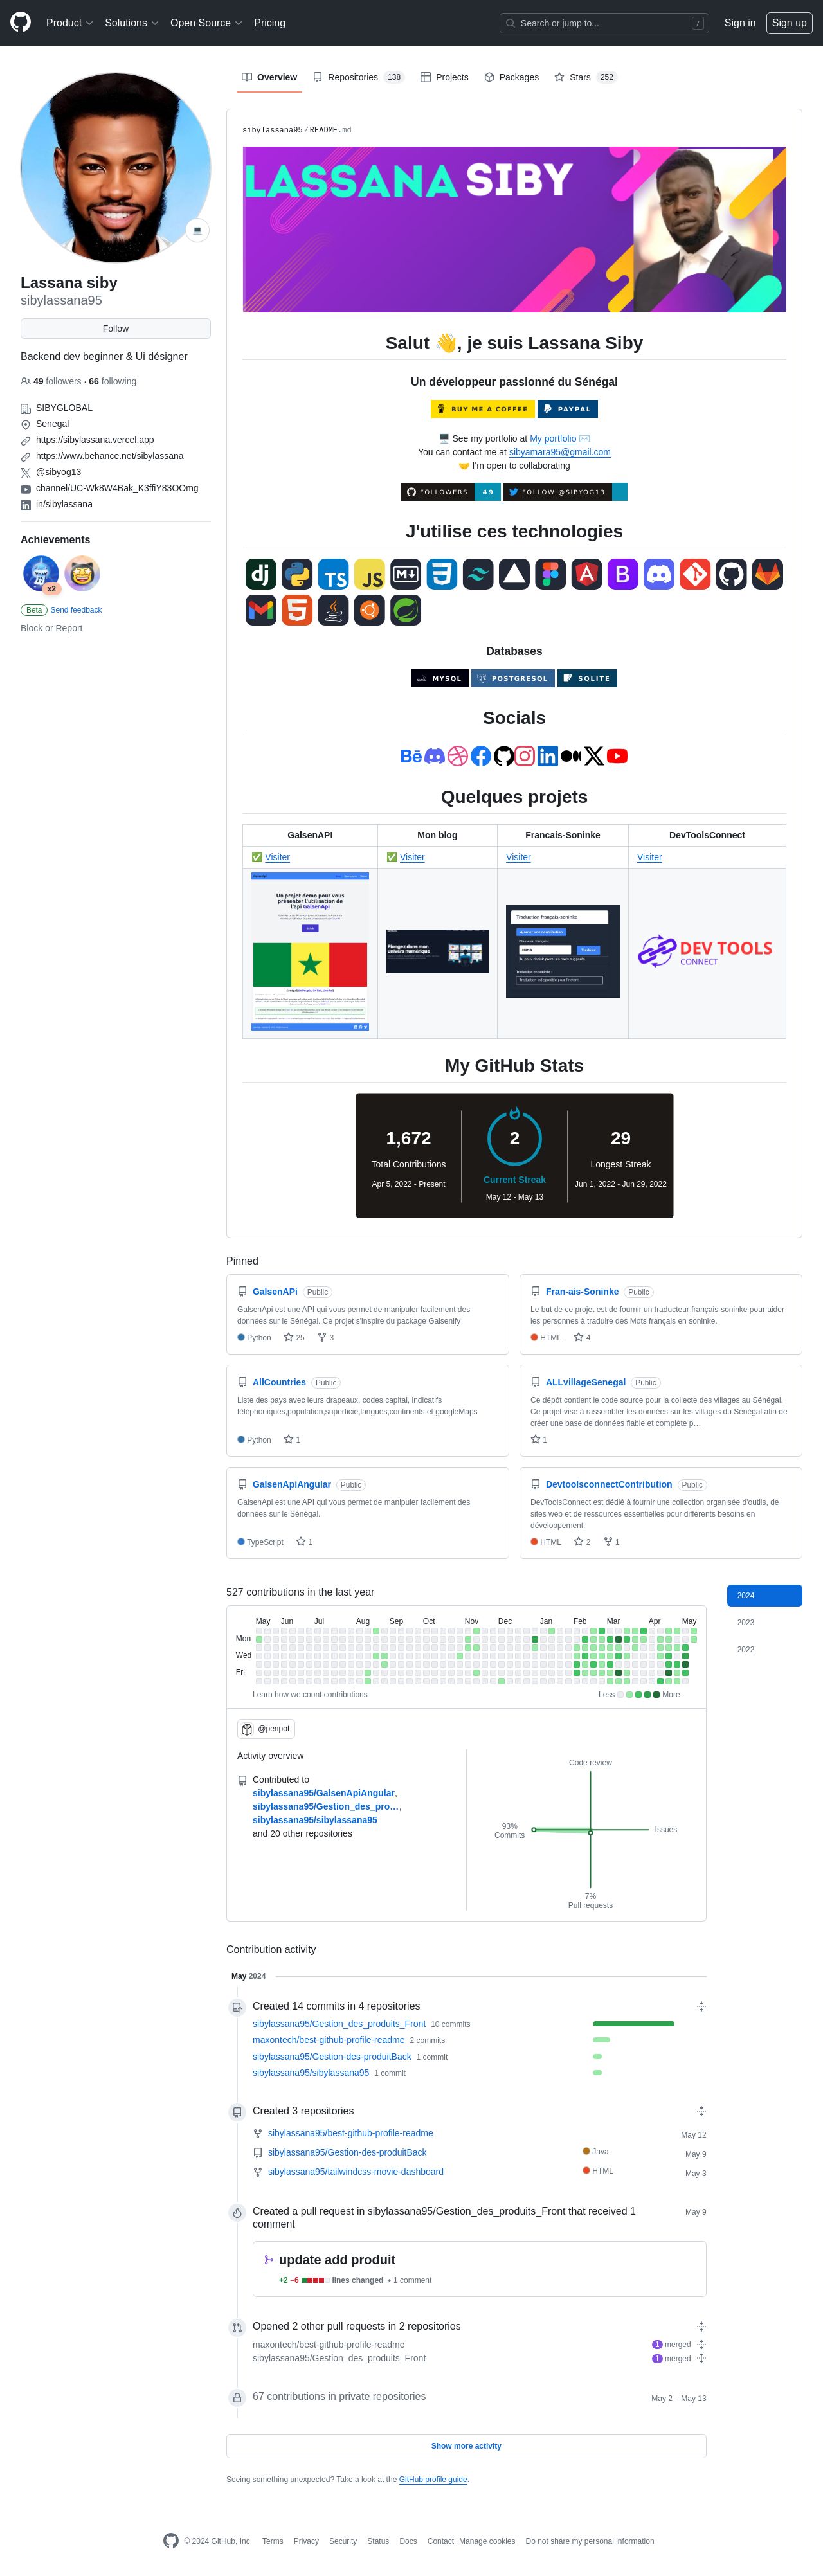 Product
Solutions
Open Source
Pricing
Search or jump to...
/
Sign in
Sign up
Overview
Repositories 138
Projects
Packages
Stars 252
Lassana siby
sibylassana95
Follow
Backend dev beginner & Ui désigner
49 followers · 66 following
SIBYGLOBAL
Senegal
https://sibylassana.vercel.app
https://www.behance.net/sibylassana
@sibyog13
channel/UC-Wk8W4Bak_K3ffiY83OOmg
in/sibylassana
Achievements
x2
Beta Send feedback
Block or Report
sibylassana95/README.md
LASSANA SIBY
Salut 👋, je suis Lassana Siby
Un développeur passionné du Sénégal
BUY ME A COFFEE PAYPAL
🖥️ See my portfolio at My portfolio ✉️
You can contact me at sibyamara95@gmail.com
🤝 I'm open to collaborating
FOLLOWERS 49 FOLLOW @SIBYOG13
J'utilise ces technologies
Databases
MYSQL POSTGRESQL SQLITE
Socials
Quelques projets
GalsenAPI Mon blog Francais-Soninke DevToolsConnect
✅ Visiter ✅ Visiter Visiter Visiter
Un projet demo pour vous
présenter l'utilisation de
l'api GalsenApi
Plongez dans mon
univers numérique
Traduction français-soninke
DEV TOOLS
CONNECT
My GitHub Stats
1,672
Total Contributions
Apr 5, 2022 - Present
2
Current Streak
May 12 - May 13
29
Longest Streak
Jun 1, 2022 - Jun 29, 2022
Pinned
GalsenAPi Public
GalsenApi est une API qui vous permet de manipuler facilement des
données sur le Sénégal. Ce projet s'inspire du package Galsenify
Python 25 3
Fran-ais-Soninke Public
Le but de ce projet est de fournir un traducteur français-soninke pour aider
les personnes à traduire des Mots français en soninke.
HTML 4
AllCountries Public
Liste des pays avec leurs drapeaux, codes,capital, indicatifs
téléphoniques,population,superficie,langues,continents et googleMaps
Python 1
ALLvillageSenegal Public
Ce dépôt contient le code source pour la collecte des villages au Sénégal.
Ce projet vise à rassembler les données sur les villages du Sénégal afin de
créer une base de données fiable et complète p…
1
GalsenApiAngular Public
GalsenApi est une API qui vous permet de manipuler facilement des
données sur le Sénégal.
TypeScript 1
DevtoolsconnectContribution Public
DevToolsConnect est dédié à fournir une collection organisée d'outils, de
sites web et de ressources essentielles pour différents besoins en
développement.
HTML 2 1
527 contributions in the last year
2024
2023
2022
May Jun Jul Aug Sep Oct Nov Dec Jan Feb Mar Apr May
Mon
Wed
Fri
Learn how we count contributions
Less More
@penpot
Activity overview
Contributed to
sibylassana95/GalsenApiAngular,
sibylassana95/Gestion_des_pro…,
sibylassana95/sibylassana95
and 20 other repositories
Code review
93%
Commits
Issues
7%
Pull requests
Contribution activity
May 2024
Created 14 commits in 4 repositories
sibylassana95/Gestion_des_produits_Front 10 commits
maxontech/best-github-profile-readme 2 commits
sibylassana95/Gestion-des-produitBack 1 commit
sibylassana95/sibylassana95 1 commit
Created 3 repositories
sibylassana95/best-github-profile-readme May 12
sibylassana95/Gestion-des-produitBack Java May 9
sibylassana95/tailwindcss-movie-dashboard HTML May 3
Created a pull request in sibylassana95/Gestion_des_produits_Front that received 1 May 9
comment
update add produit
+2 −6 lines changed • 1 comment
Opened 2 other pull requests in 2 repositories
maxontech/best-github-profile-readme 1 merged
sibylassana95/Gestion_des_produits_Front 1 merged
67 contributions in private repositories May 2 – May 13
Show more activity
Seeing something unexpected? Take a look at the GitHub profile guide.
© 2024 GitHub, Inc. Terms Privacy Security Status Docs Contact Manage cookies Do not share my personal information